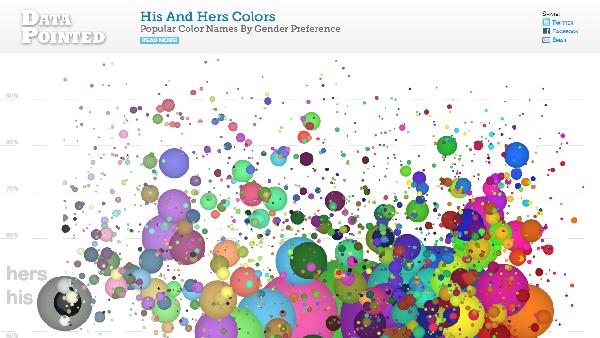 DATA
POINTED
His And Hers Colors
Popular Color Names By Gender Preference
READ MORE!
SHARE:
TWITTER
FACEBOOK
EMAIL
90%
80%
70%
60%
hers
his
60%